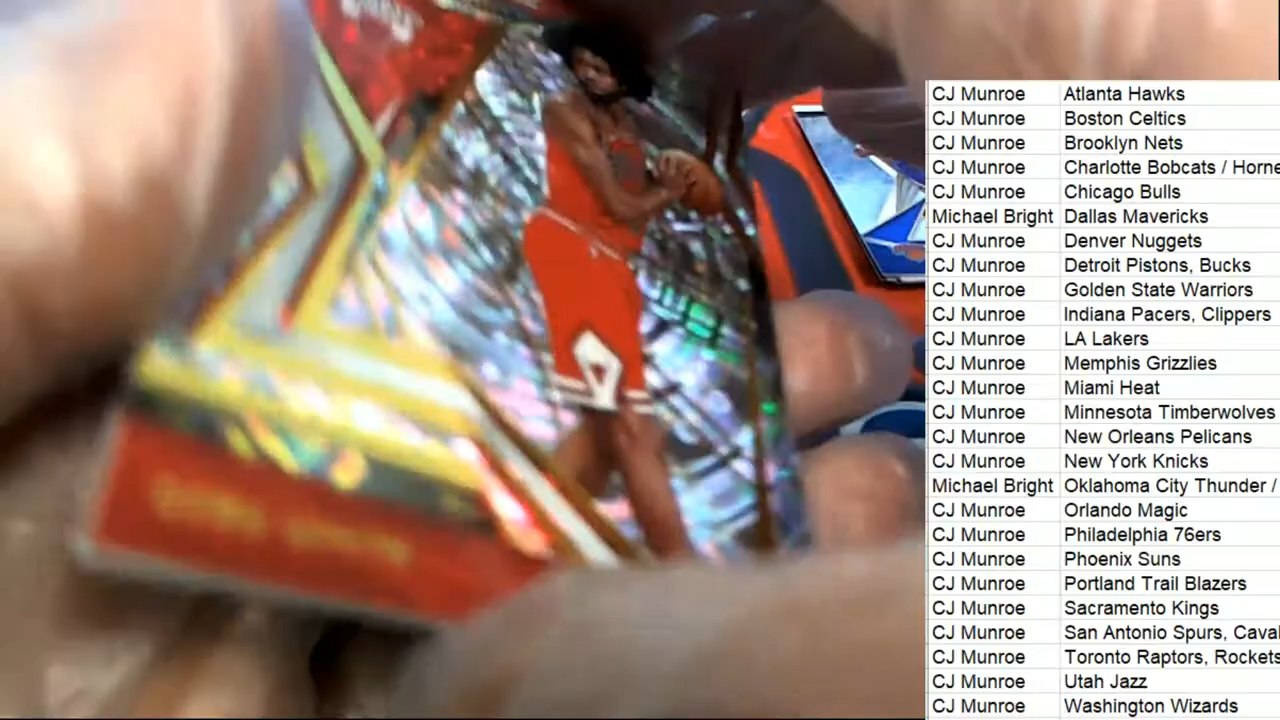 CJ Munroe Atlanta Hawks
CJ Munroe Boston Celtics
CJ Munroe Brooklyn Nets
CJ Munroe Charlotte Bobcats / Horne
CJ Munroe Chicago Bulls
Michael Bright Dallas Mavericks
CJ Munroe Denver Nuggets
CJ Munroe Detroit Pistons, Bucks
CJ Munroe Golden State Warriors
CJ Munroe Indiana Pacers, Clippers
CJ Munroe LA Lakers
CJ Munroe Memphis Grizzlies
CJ Munroe Miami Heat
CJ Munroe Minnesota Timberwolves
CJ Munroe New Orleans Pelicans
CJ Munroe New York Knicks
Michael Bright Oklahoma City Thunder /
CJ Munroe Orlando Magic
CJ Munroe Philadelphia 76ers
CJ Munroe Phoenix Suns
CJ Munroe Portland Trail Blazers
CJ Munroe Sacramento Kings
CJ Munroe San Antonio Spurs, Caval
CJ Munroe Toronto Raptors, Rockets
CJ Munroe Utah Jazz
CJ Munroe Washington Wizards